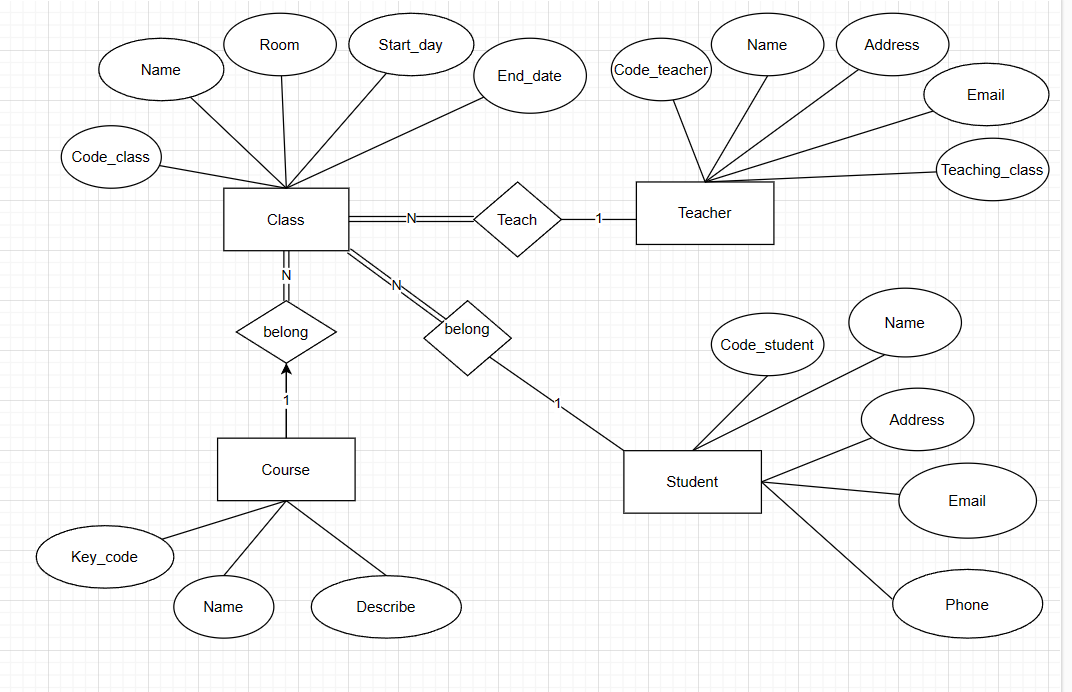 Name
Room
Start_day
End_date
Code_class
Class
Code_teacher
Name
Address
Email
Teaching_class
Teacher
N
Teach
1
N
belong
1
Course
Key_code
Name
Describe
N
belong
1
Student
Code_student
Name
Address
Email
Phone